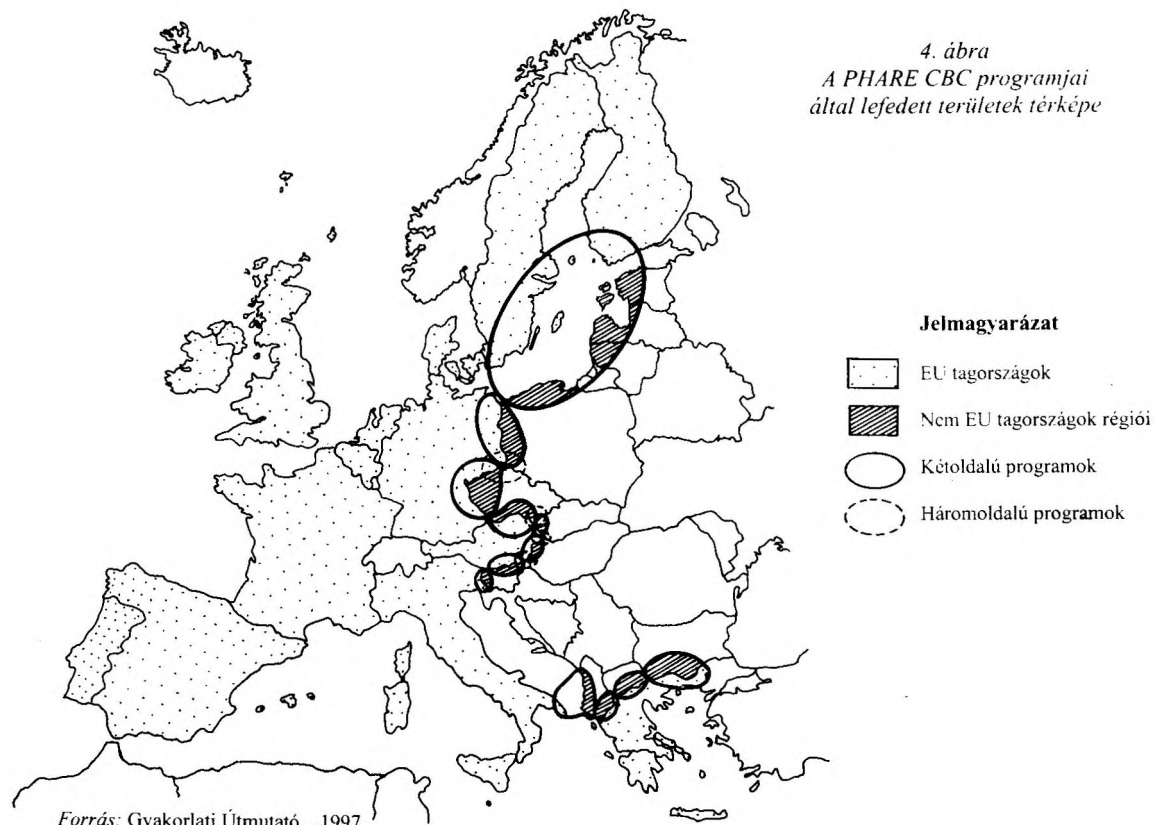 4. ábra
A PHARE CBC programjai
által lefedett területek térképe
Jelmagyarázat
EU tagországok
Nem EU tagországok régiói
Kétoldalú programok
Háromoldalú programok
Forrás: Gyakorlati Útmutató... 1997